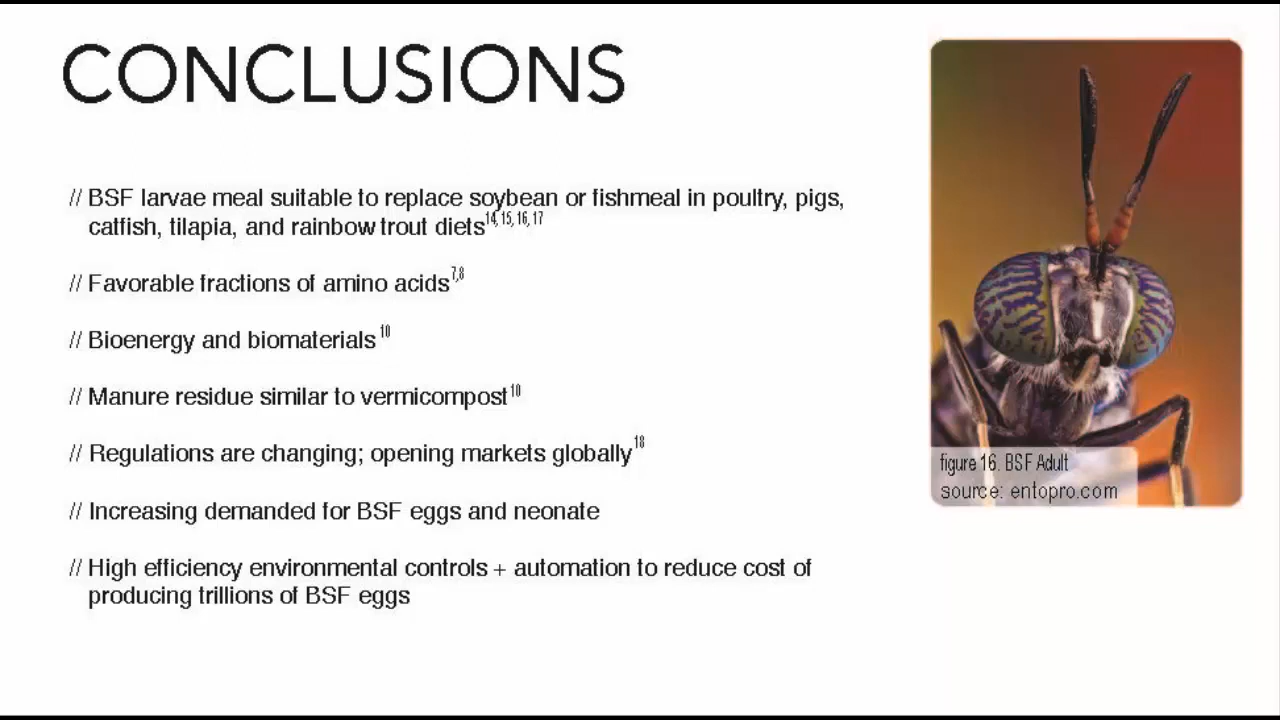 CONCLUSIONS
// BSF larvae meal suitable to replace soybean or fishmeal in poultry, pigs,
catfish, tilapia, and rainbow trout diets14, 15, 16, 17
// Favorable fractions of amino acids7,8
// Bioenergy and biomaterials10
// Manure residue similar to vermicompost10
// Regulations are changing; opening markets globally18
// Increasing demanded for BSF eggs and neonate
// High efficiency environmental controls + automation to reduce cost of
producing trillions of BSF eggs
figure 16. BSF Adult
source: entopro.com